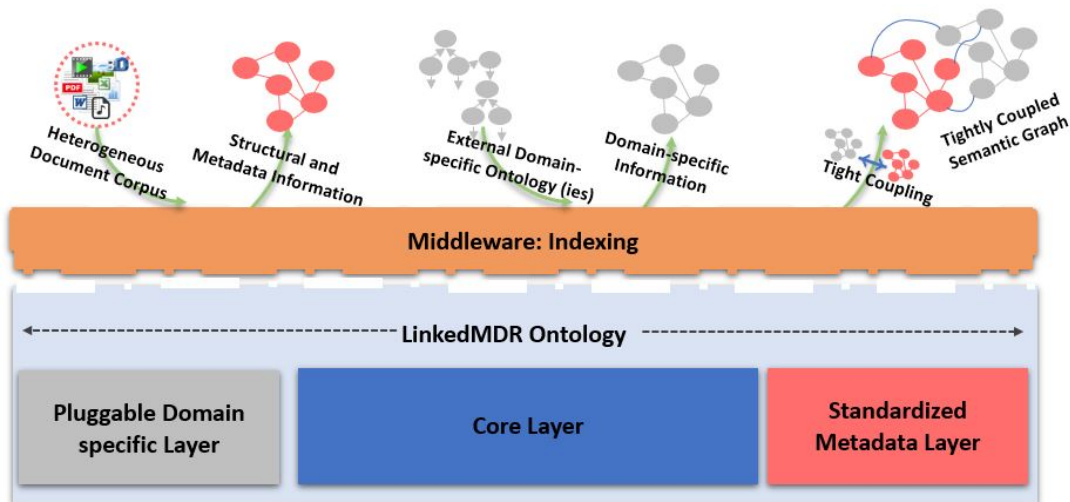 PDF
Heterogeneous
Document Corpus
Structural and
Metadata Information
External Domain-
specific Ontology (ies)
Domain-specific
Information
Tight Coupling
Tightly Coupled
Semantic Graph
Middleware: Indexing
LinkedMDR Ontology
Pluggable Domain
specific Layer
Core Layer
Standardized
Metadata Layer